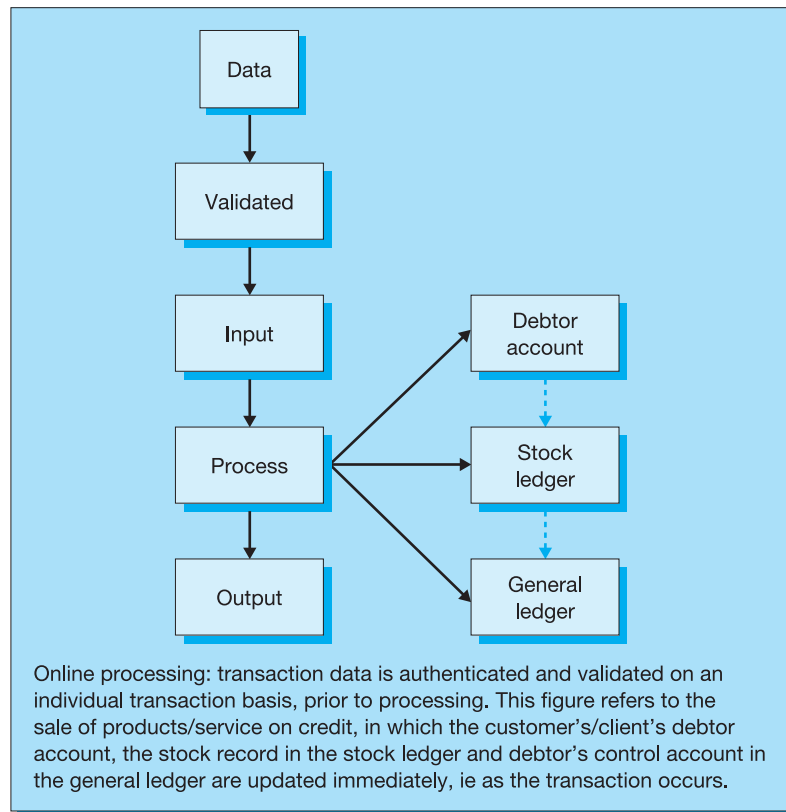 Data
Validated
Input
Process
Output
Debtor
account
Stock
ledger
General
ledger
Online processing: transaction data is authenticated and validated on an
individual transaction basis, prior to processing. This figure refers to the
sale of products/service on credit, in which the customer's/client's debtor
account, the stock record in the stock ledger and debtor's control account in
the general ledger are updated immediately, ie as the transaction occurs.